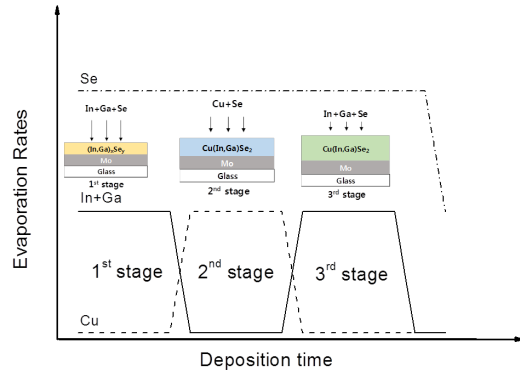 Evaporation Rates
Se
In+Ga+Se
Cu+Se
In+Ga+Se
(In,Ga)xSey
Mo
Glass
1st stage
Cu(In,Ga)Se2
Mo
Glass
2nd stage
Cu(In,Ga)Se2
Mo
Glass
3rd stage
In+Ga
1st stage
2nd stage
3rd stage
Cu
Deposition time